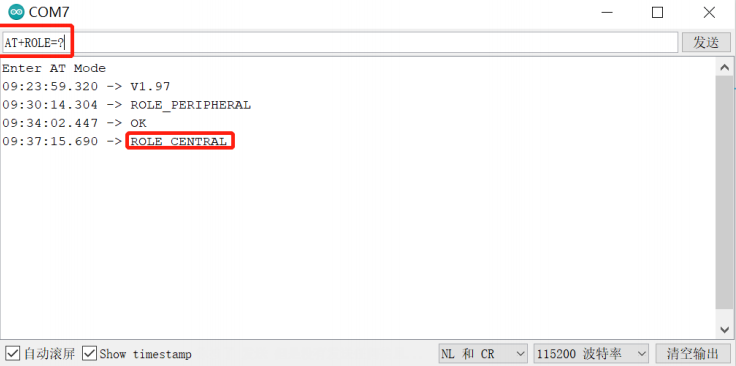 COM7
AT+ROLE=?
发送
Enter AT Mode
09:23:59.320 -> V1.97
09:30:14.304 -> ROLE_PERIPHERAL
09:34:02.447 -> OK
09:37:15.690 -> ROLE_CENTRAL
自动滚屏 Show timestamp NL 和 CR 115200 波特率 清空输出